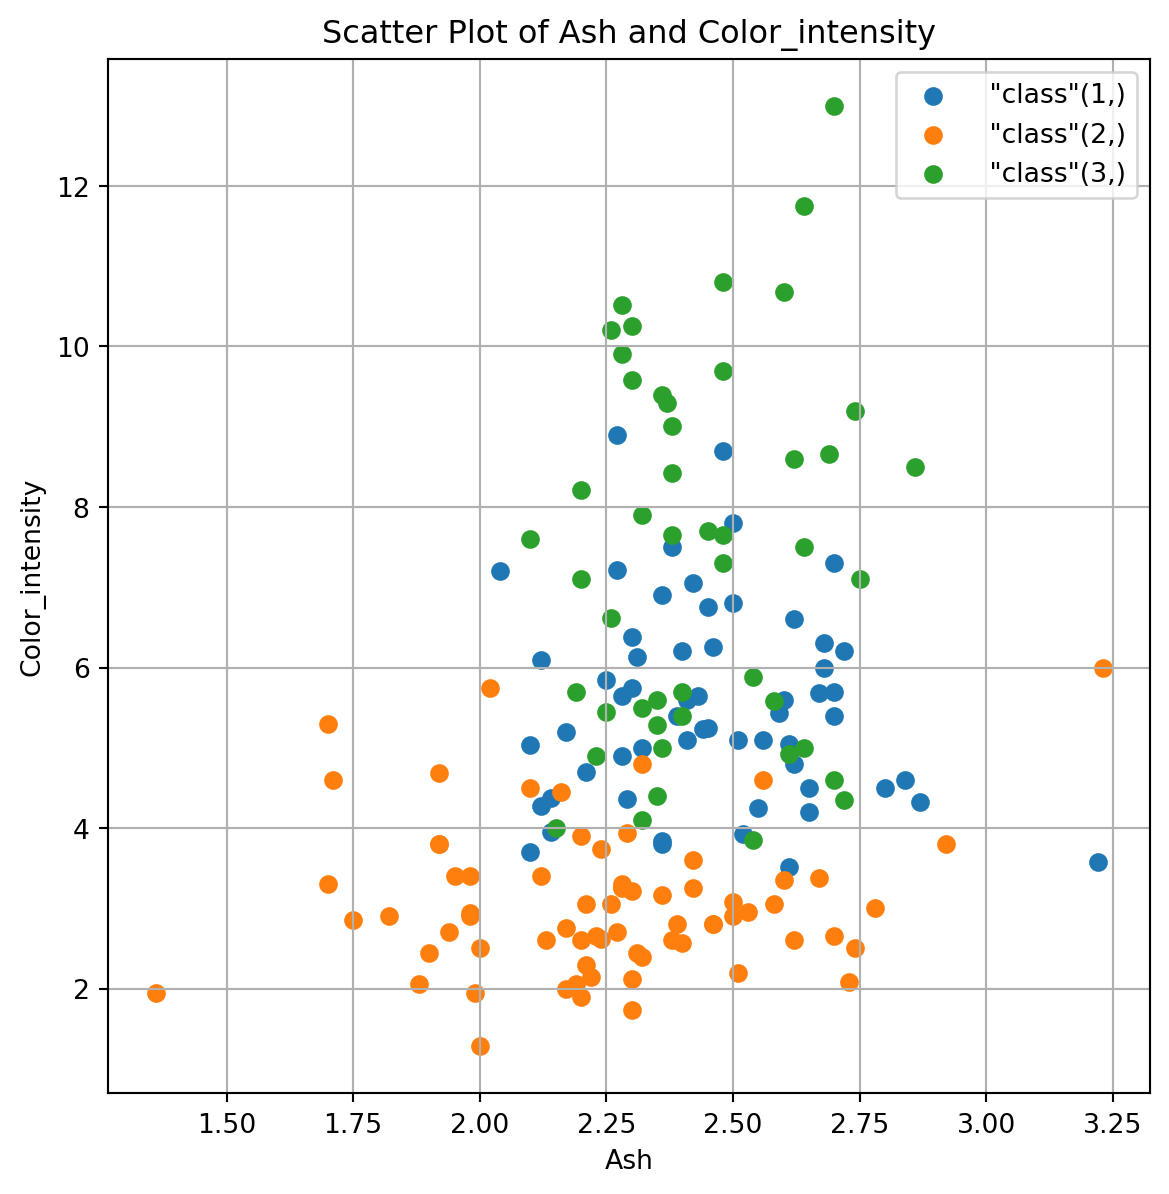 Scatter Plot of Ash and Color_intensity
"class"(1,)
"class"(2,)
"class"(3,)
Color_intensity
12
10
8
6
4
2
1.50 1.75 2.00 2.25 2.50 2.75 3.00 3.25
Ash